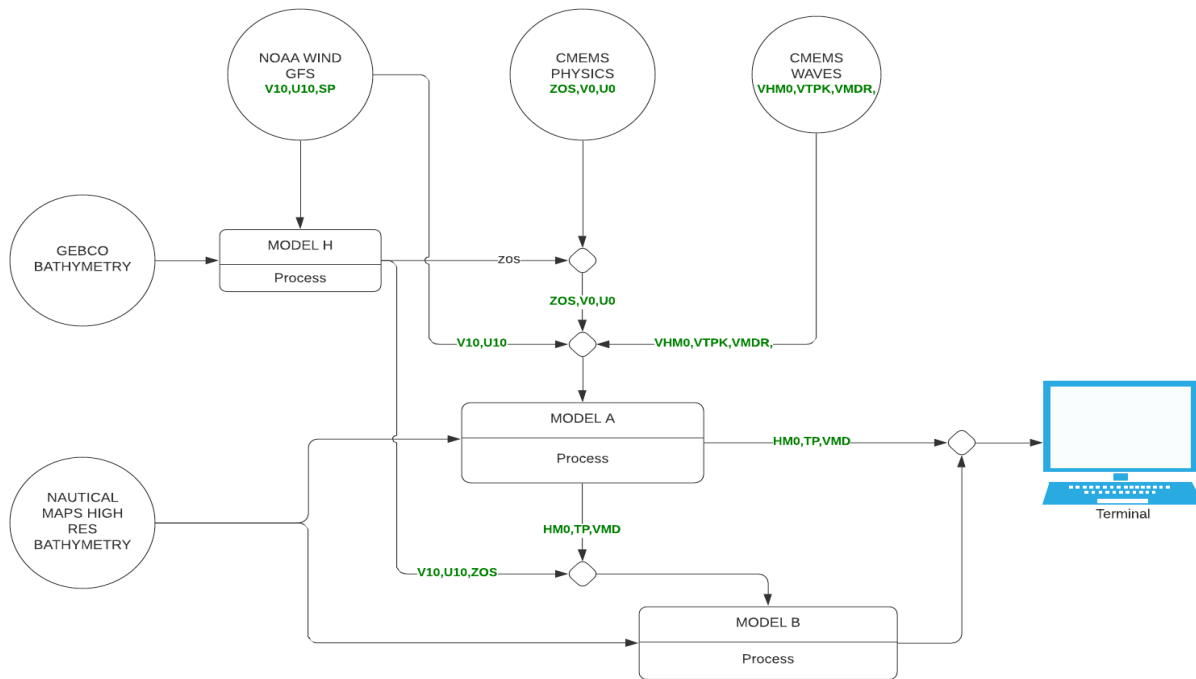 NOAA WIND
GFS
V10,U10,SP
CMEMS
PHYSICS
ZOS,V0,U0
CMEMS
WAVES
VHM0,VTPK,VMDR,
GEBCO
BATHYMETRY
MODEL H
Process
zos
ZOS,V0,U0
V10,U10
VHM0,VTPK,VMDR,
MODEL A
Process
HM0,TP,VMD
NAUTICAL
MAPS HIGH
RES
BATHYMETRY
HM0,TP,VMD
V10,U10,ZOS
MODEL B
Process
Terminal